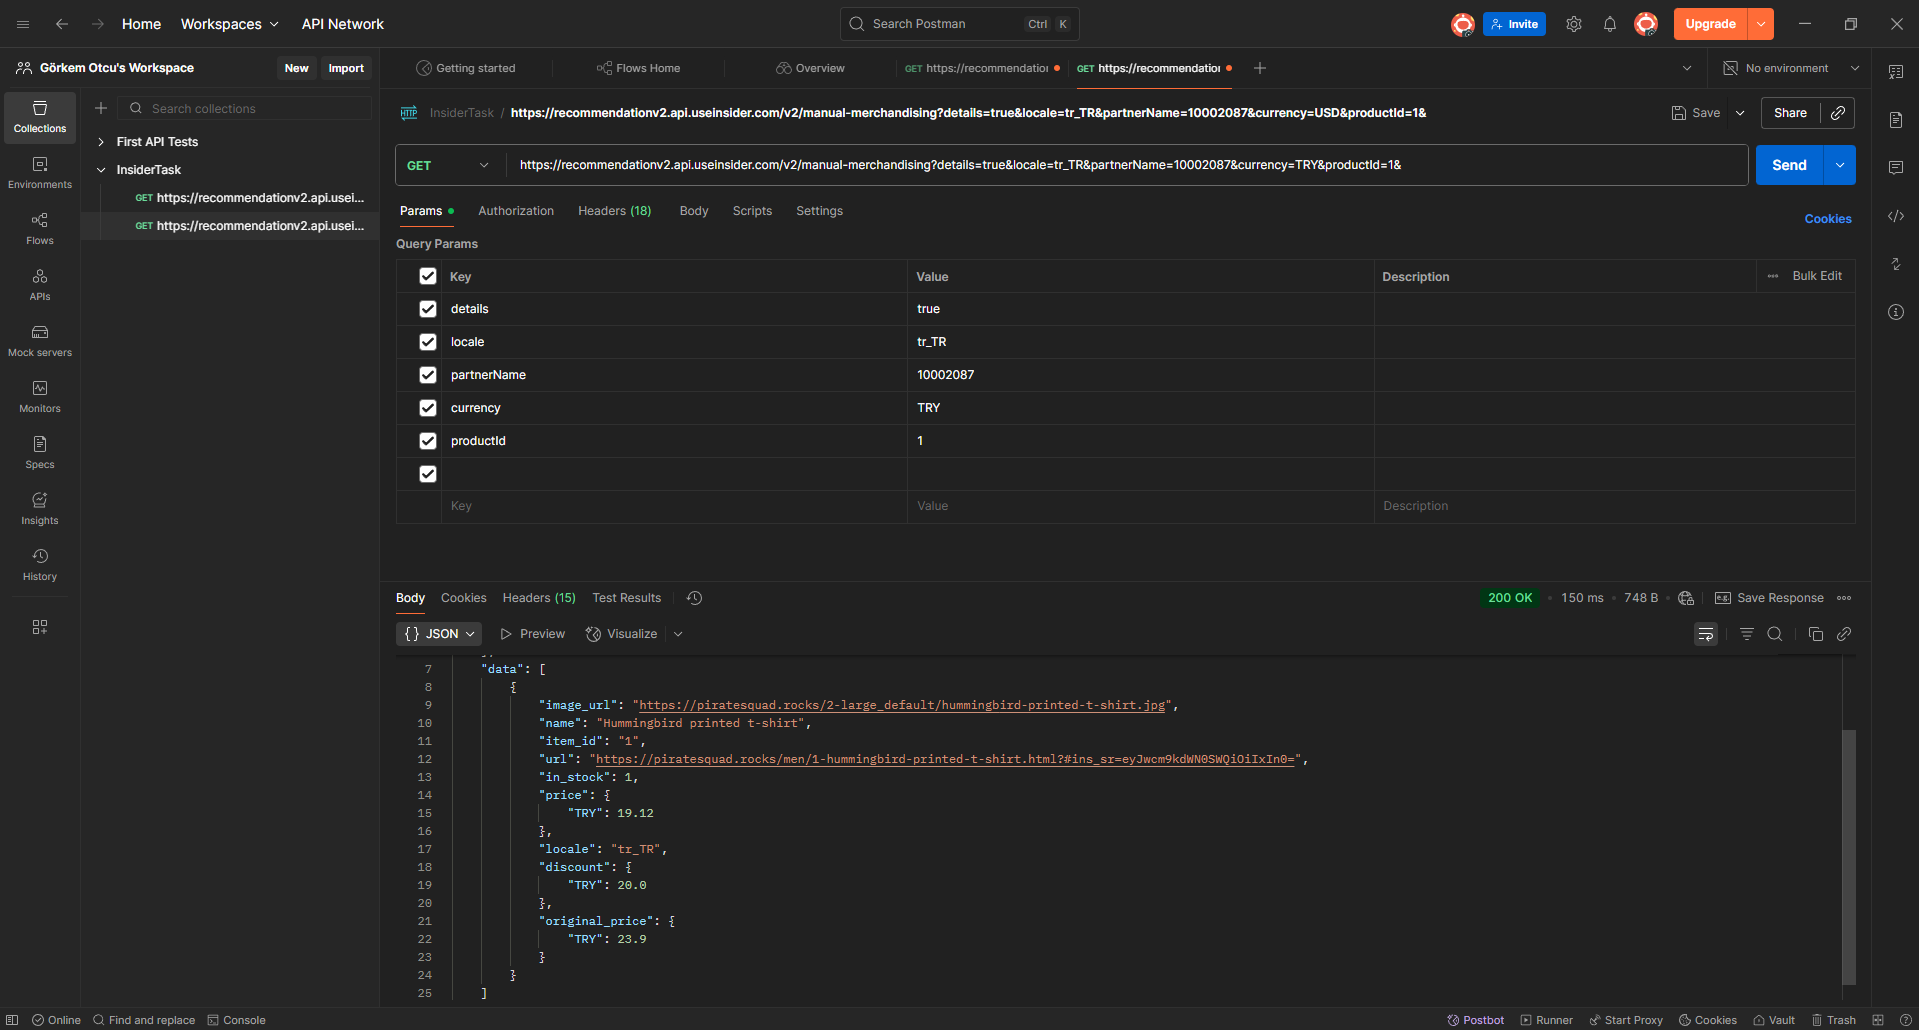 Home
Workspaces
API Network
Search Postman
Ctrl
K
Invite
Upgrade
Görkem Otcu's Workspace
New
Import
Getting started
Flows Home
Overview
GET https://recommendation
GET https://recommendation
No environment
Search collections
First API Tests
InsiderTask
GET https://recommendationv2.api.usei...
GET https://recommendationv2.api.usei...
Collections
Environments
Flows
APIs
Mock servers
Monitors
Specs
Insights
History
HTTP
InsiderTask / https://recommendationv2.api.useinsider.com/v2/manual-merchandising?details=true&locale=tr_TR&partnerName=10002087&currency=USD&productId=1&
Save
Share
GET
https://recommendationv2.api.useinsider.com/v2/manual-merchandising?details=true&locale=tr_TR&partnerName=10002087&currency=TRY&productId=1&
Send
Params
Authorization
Headers (18)
Body
Scripts
Settings
Cookies
Query Params
Key Value Description Bulk Edit
details true
locale tr_TR
partnerName 10002087
currency TRY
productId 1
Key Value Description
Body
Cookies
Headers (15)
Test Results
200 OK
150 ms
748 B
e.g.
Save Response
{} JSON
Preview
Visualize
7 "data": [
8 {
9 "image_url": "https://piratesquad.rocks/2-large_default/hummingbird-printed-t-shirt.jpg",
10 "name": "Hummingbird printed t-shirt",
11 "item_id": "1",
12 "url": "https://piratesquad.rocks/men/1-hummingbird-printed-t-shirt.html?#ins_sr=eyJwcm9kdWN0SWQiOiIxIn0=",
13 "in_stock": 1,
14 "price": {
15 "TRY": 19.12
16 },
17 "locale": "tr_TR",
18 "discount": {
19 "TRY": 20.0
20 },
21 "original_price": {
22 "TRY": 23.9
23 }
24 }
25 ]
Online
Find and replace
Console
Postbot
Runner
Start Proxy
Cookies
Vault
Trash